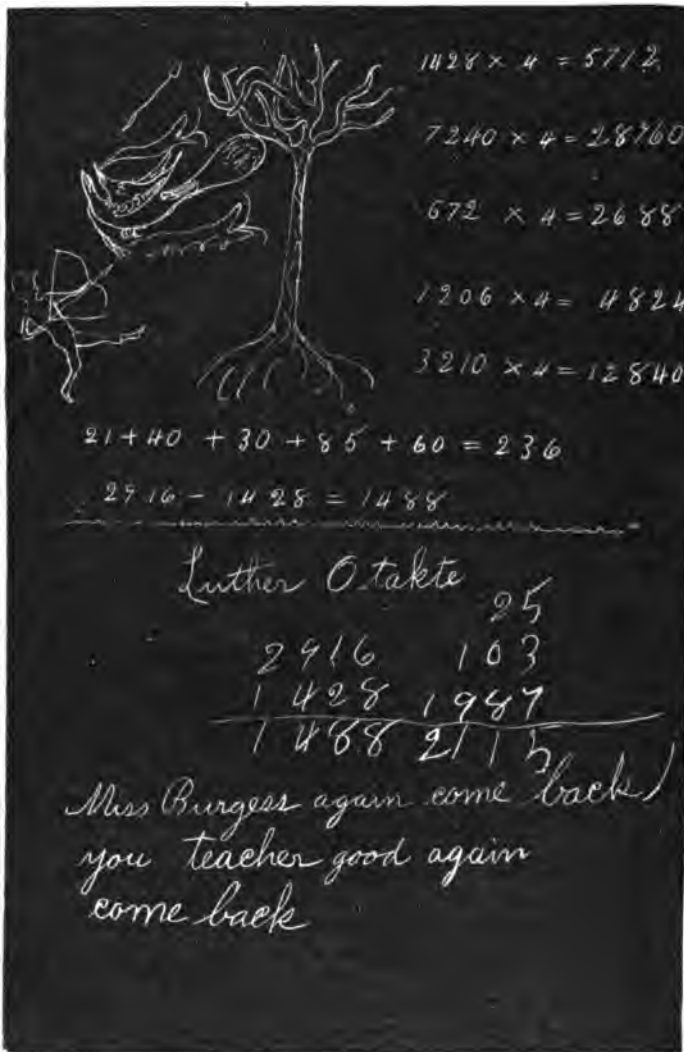 1428 × 4 = 5712
7240 × 4 = 28960
672 × 4 = 2688
1206 × 4 = 4824
3210 × 4 = 12840
21 + 40 + 30 + 85 + 60 = 236
2916 - 1428 = 1488
Luther Otakte
25
2916 103
1428 1987
1488 2115
Miss Burgess again come back)
you teacher good again
come back